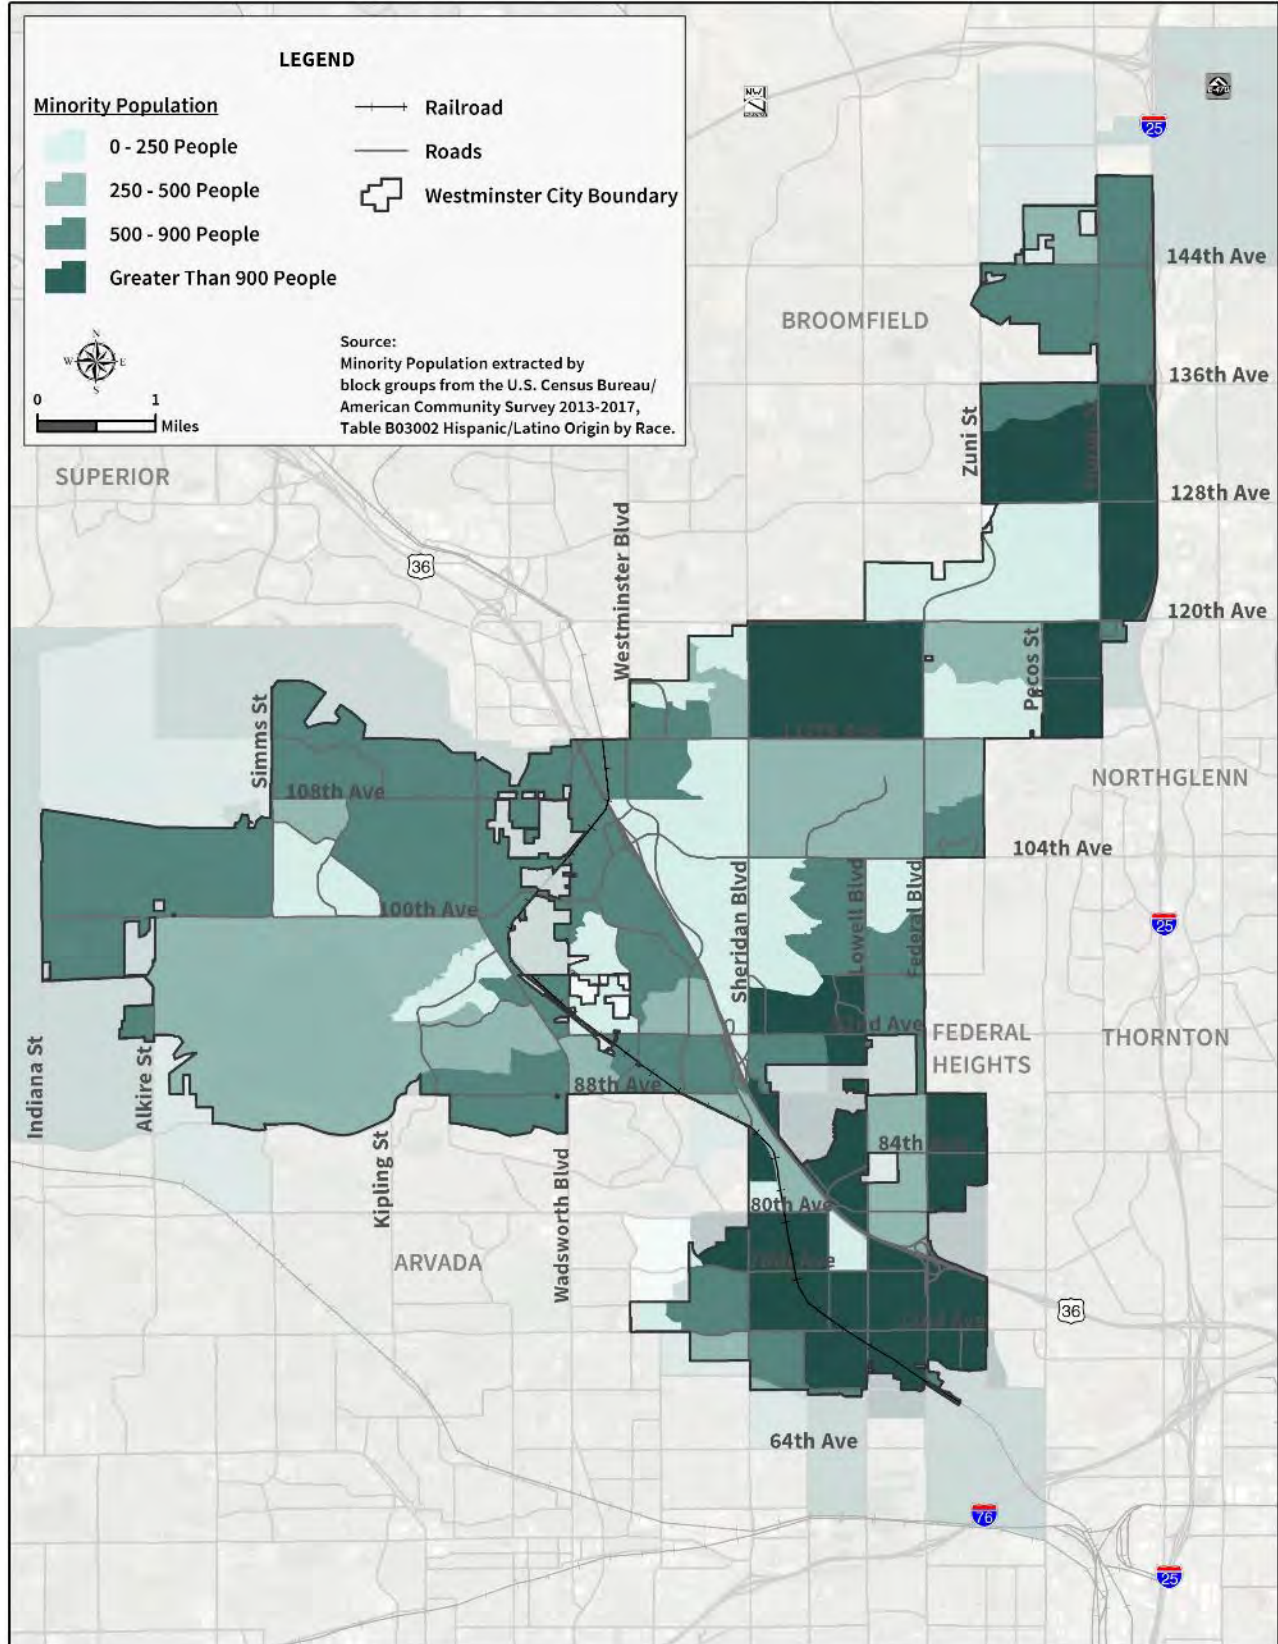 LEGEND
Minority Population
0 - 250 People
250 - 500 People
500 - 900 People
Greater Than 900 People
Railroad
Roads
Westminster City Boundary
N
W E
S
0 1
Miles
Source:
Minority Population extracted by
block groups from the U.S. Census Bureau/
American Community Survey 2013-2017,
Table B03002 Hispanic/Latino Origin by Race.
NW
25
E-470
144th Ave
BROOMFIELD
136th Ave
Zuni St
SUPERIOR
128th Ave
Westminster Blvd
36
120th Ave
Pecos St
Simms St
NORTHGLENN
108th Ave
104th Ave
Sheridan Blvd
Lowell Blvd
Federal Blvd
100th Ave
25
92nd Ave
FEDERAL
HEIGHTS
THORNTON
Indiana St
Alkire St
88th Ave
84th
Kipling St
Wadsworth Blvd
80th Ave
ARVADA
36
64th Ave
76
25